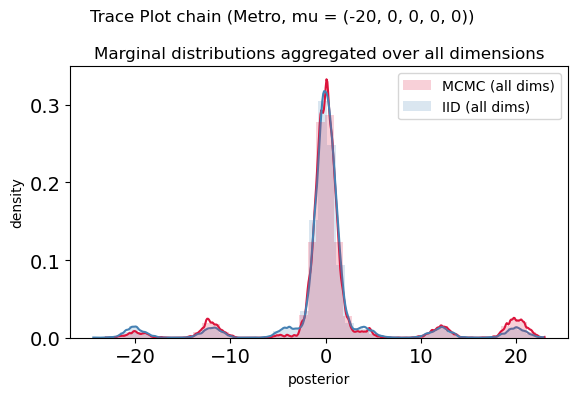 Trace Plot chain (Metro, mu = (-20, 0, 0, 0, 0))
Marginal distributions aggregated over all dimensions
MCMC (all dims)
IID (all dims)
density
0.3
0.2
0.1
0.0
−20
−10
0
10
20
posterior